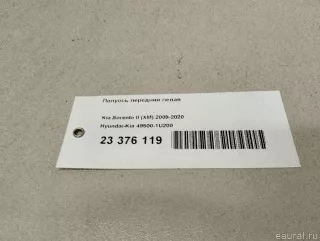 Полуось передняя левая
Kia Sorento II (XM) 2009-2020
Hyundai-Kia 49500-1U200
23 376 119
© eaural.ru